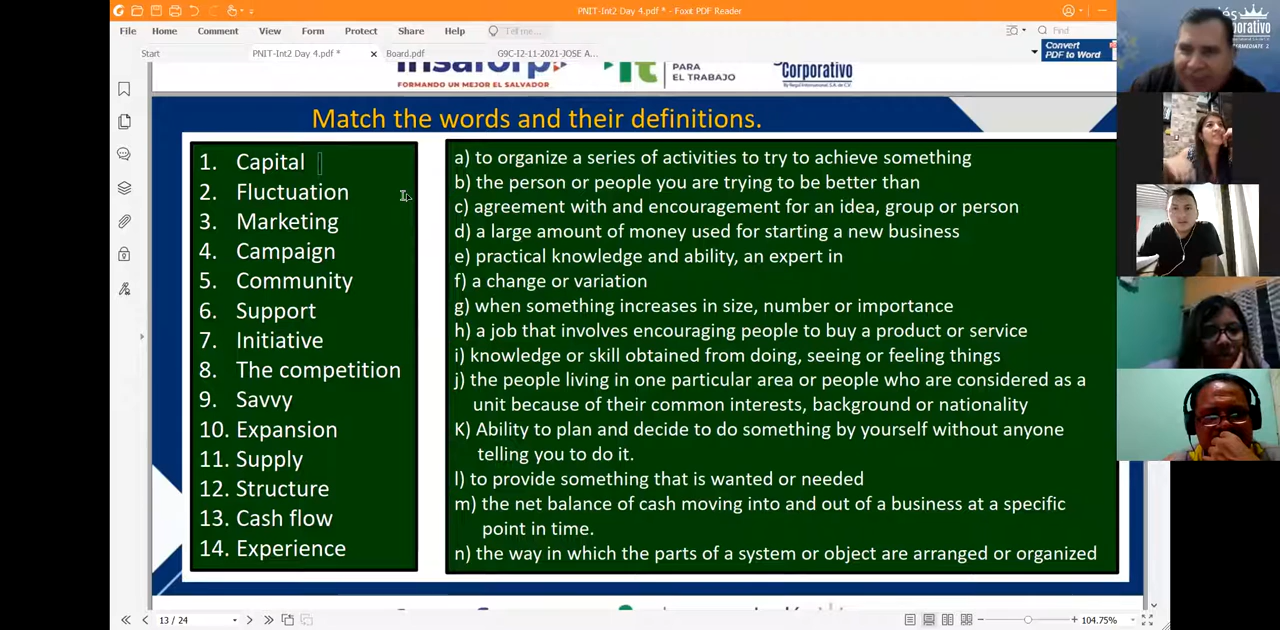 PNIT-Int2 Day 4.pdf * - Foxit PDF Reader
File Home Comment View Form Protect Share Help Tell me... Find
Start PNIT-Int2 Day 4.pdf * Board.pdf G9C-I2-11-2021-JOSE A...
Convert
PDF to Word
FORMANDO UN MEJOR EL SALVADOR
PARA
EL TRABAJO
Corporativo
Match the words and their definitions.
1. Capital
2. Fluctuation
3. Marketing
4. Campaign
5. Community
6. Support
7. Initiative
8. The competition
9. Savvy
10. Expansion
11. Supply
12. Structure
13. Cash flow
14. Experience
a) to organize a series of activities to try to achieve something
b) the person or people you are trying to be better than
c) agreement with and encouragement for an idea, group or person
d) a large amount of money used for starting a new business
e) practical knowledge and ability, an expert in
f) a change or variation
g) when something increases in size, number or importance
h) a job that involves encouraging people to buy a product or service
i) knowledge or skill obtained from doing, seeing or feeling things
j) the people living in one particular area or people who are considered as a
unit because of their common interests, background or nationality
K) Ability to plan and decide to do something by yourself without anyone
telling you to do it.
l) to provide something that is wanted or needed
m) the net balance of cash moving into and out of a business at a specific
point in time.
n) the way in which the parts of a system or object are arranged or organized
13 / 24
104.75%